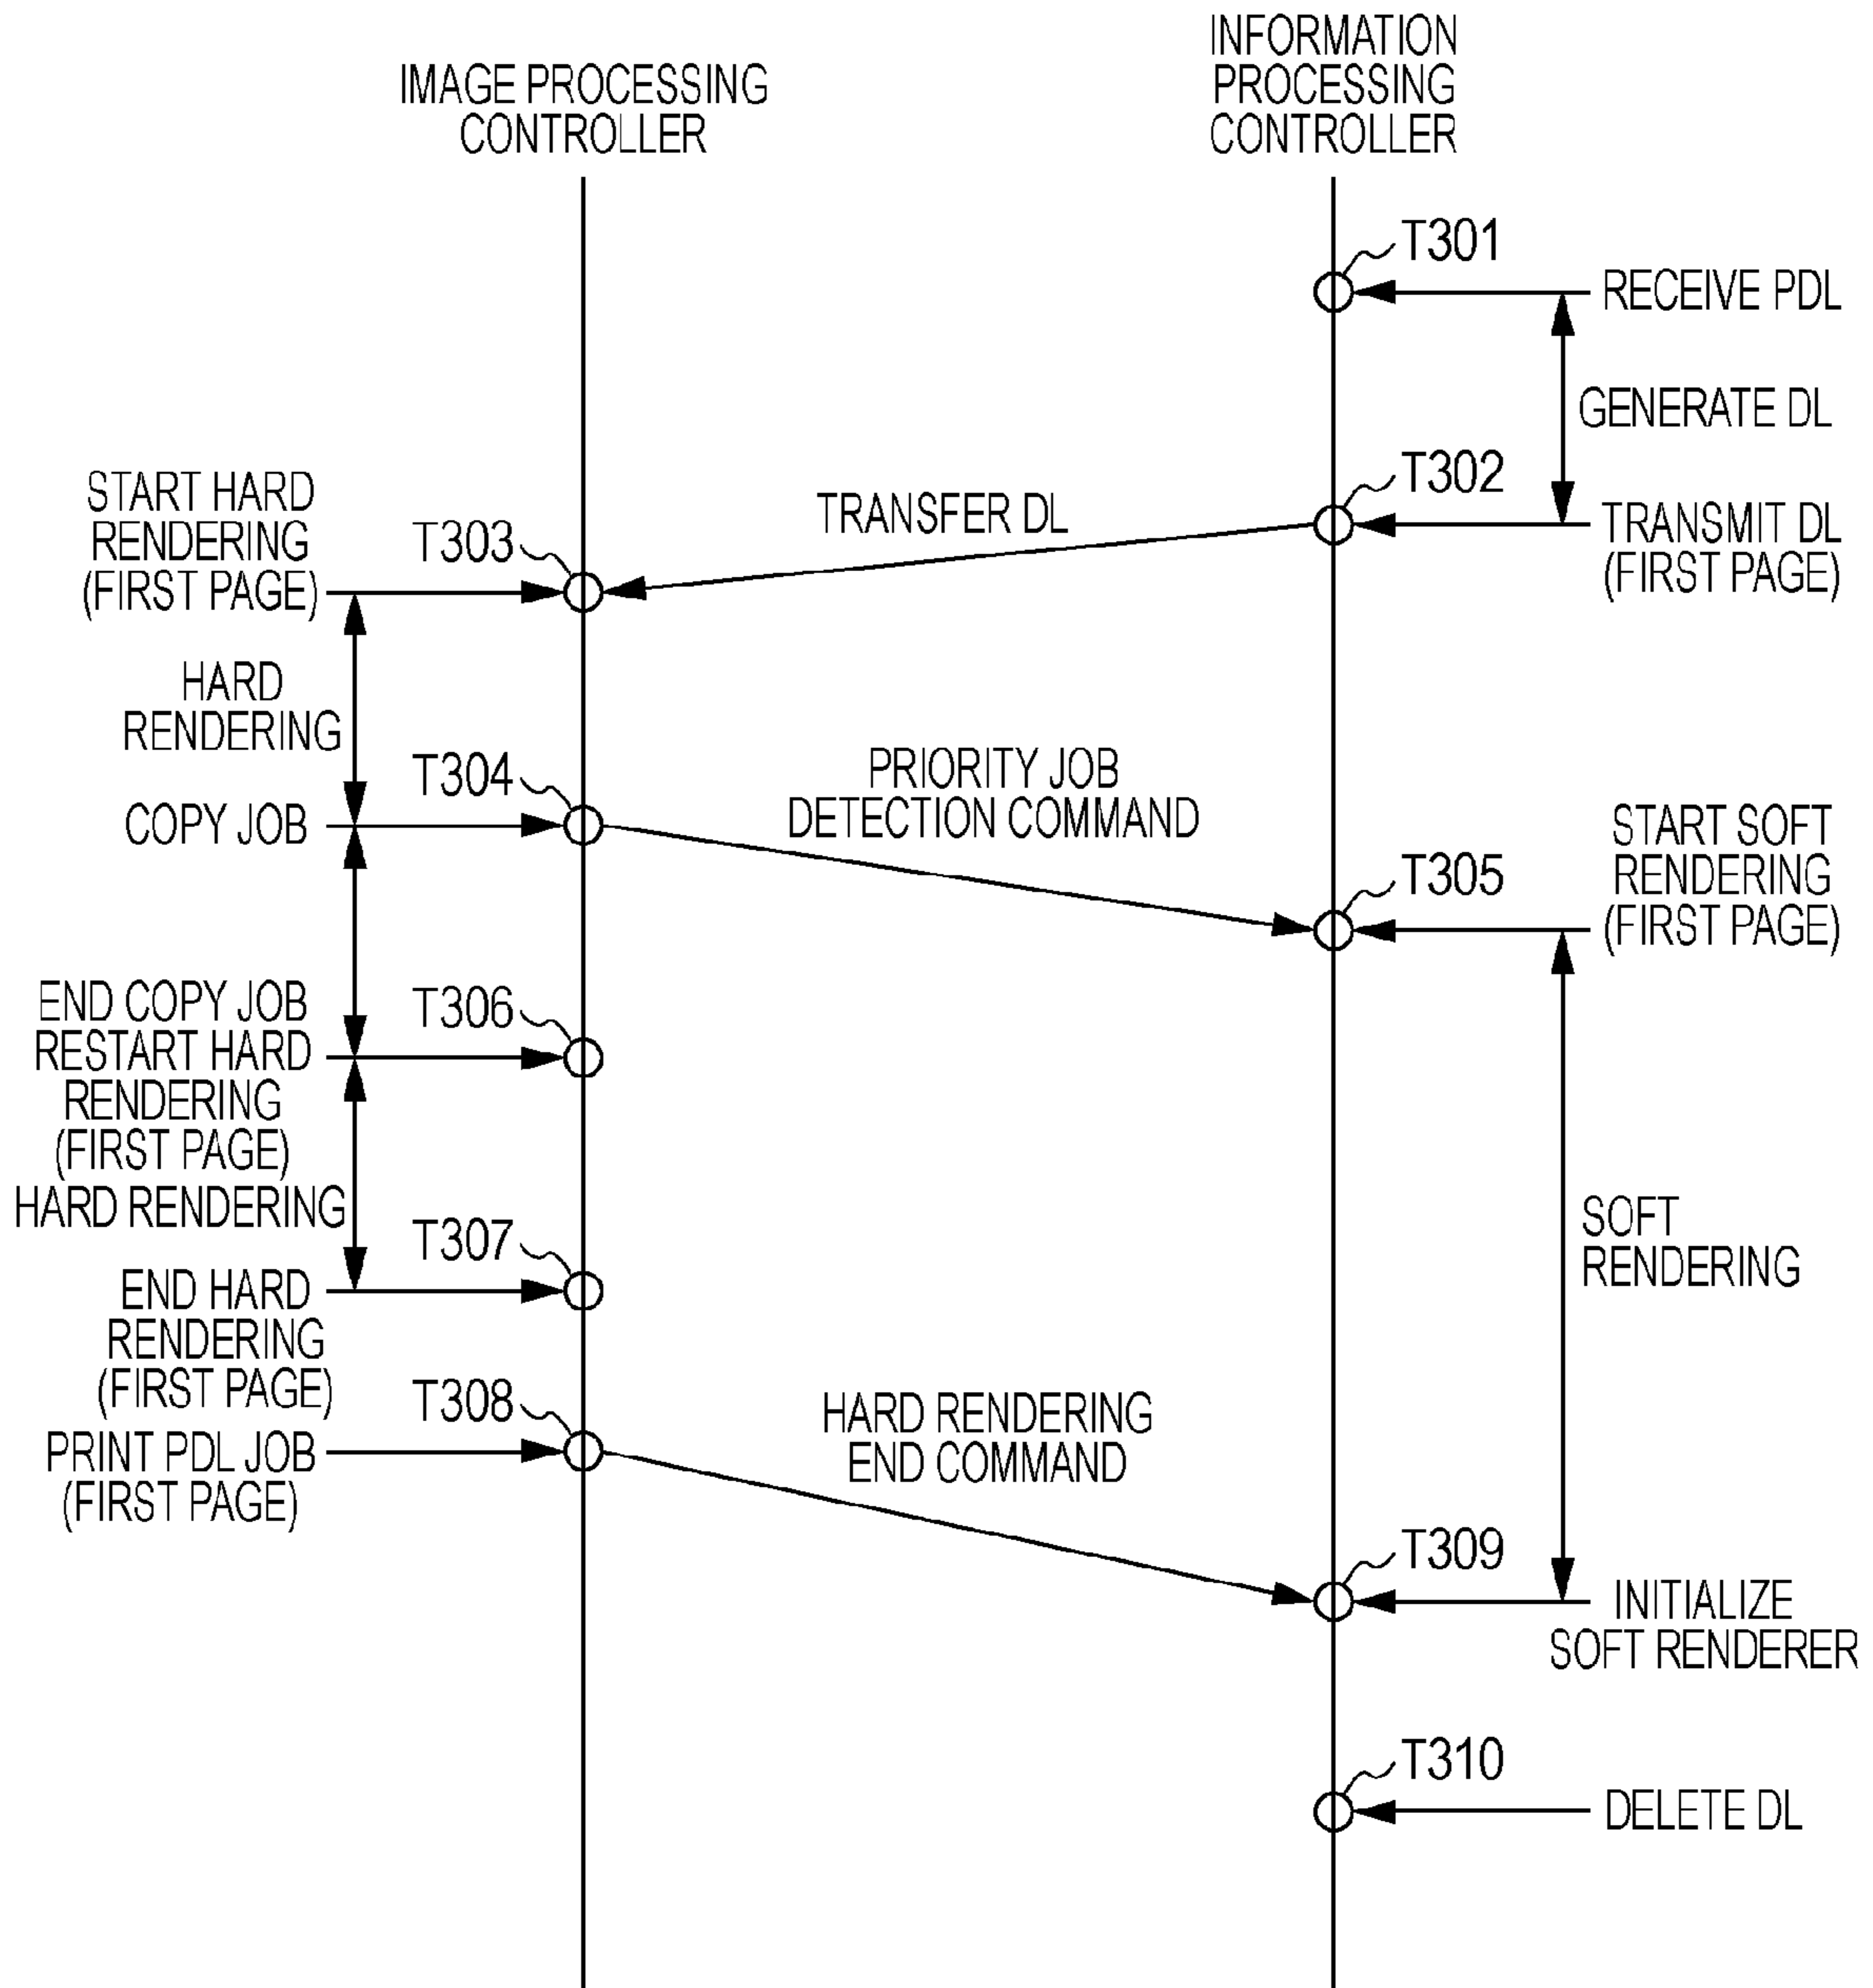 IMAGE PROCESSING
CONTROLLER
INFORMATION
PROCESSING
CONTROLLER
T301
RECEIVE PDL
GENERATE DL
T302
TRANSMIT DL
(FIRST PAGE)
TRANSFER DL
START HARD
RENDERING
(FIRST PAGE)
T303
HARD
RENDERING
T304
COPY JOB
PRIORITY JOB
DETECTION COMMAND
T305
START SOFT
RENDERING
(FIRST PAGE)
END COPY JOB
RESTART HARD
RENDERING
(FIRST PAGE)
T306
HARD RENDERING
SOFT
RENDERING
T307
END HARD
RENDERING
(FIRST PAGE)
T308
PRINT PDL JOB
(FIRST PAGE)
HARD RENDERING
END COMMAND
T309
INITIALIZE
SOFT RENDERER
T310
DELETE DL